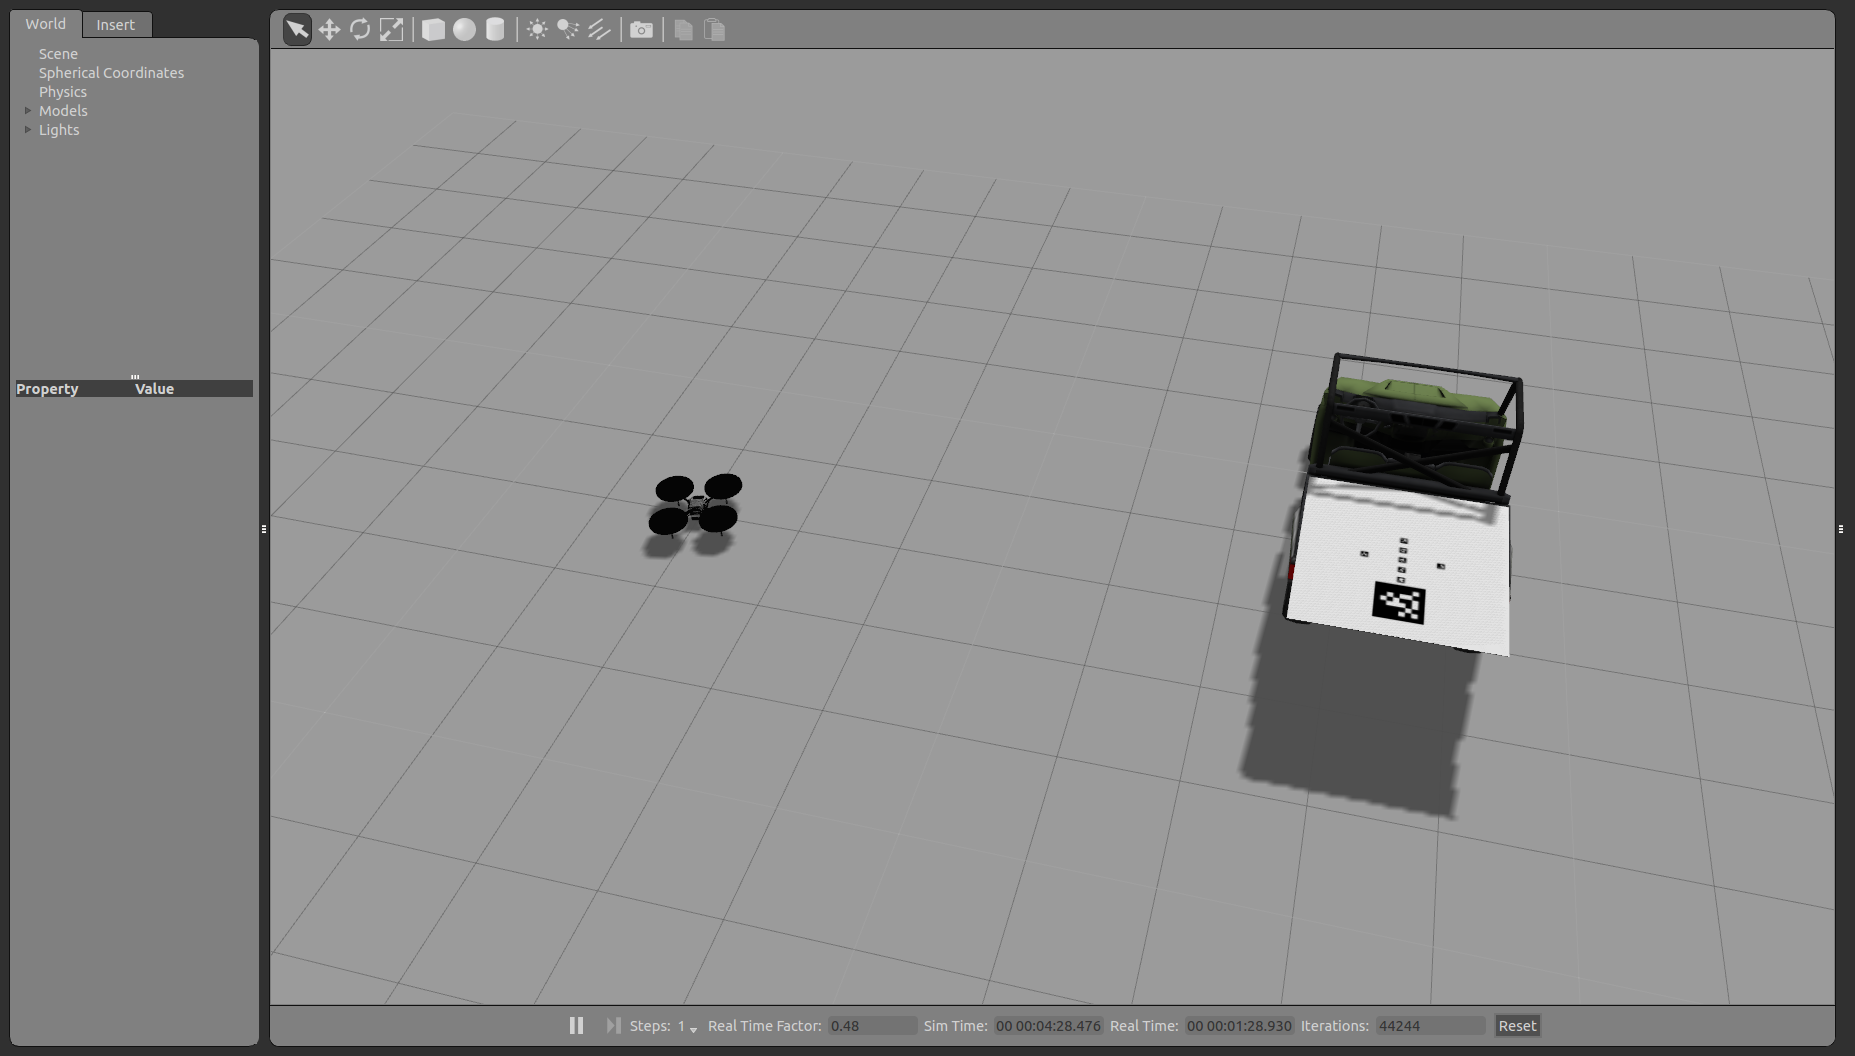 World Insert
Scene
Spherical Coordinates
Physics
Models
Lights
Property Value
Steps: 1 Real Time Factor: 0.48 Sim Time: 00 00:04:28.476 Real Time: 00 00:01:28.930 Iterations: 44244 Reset